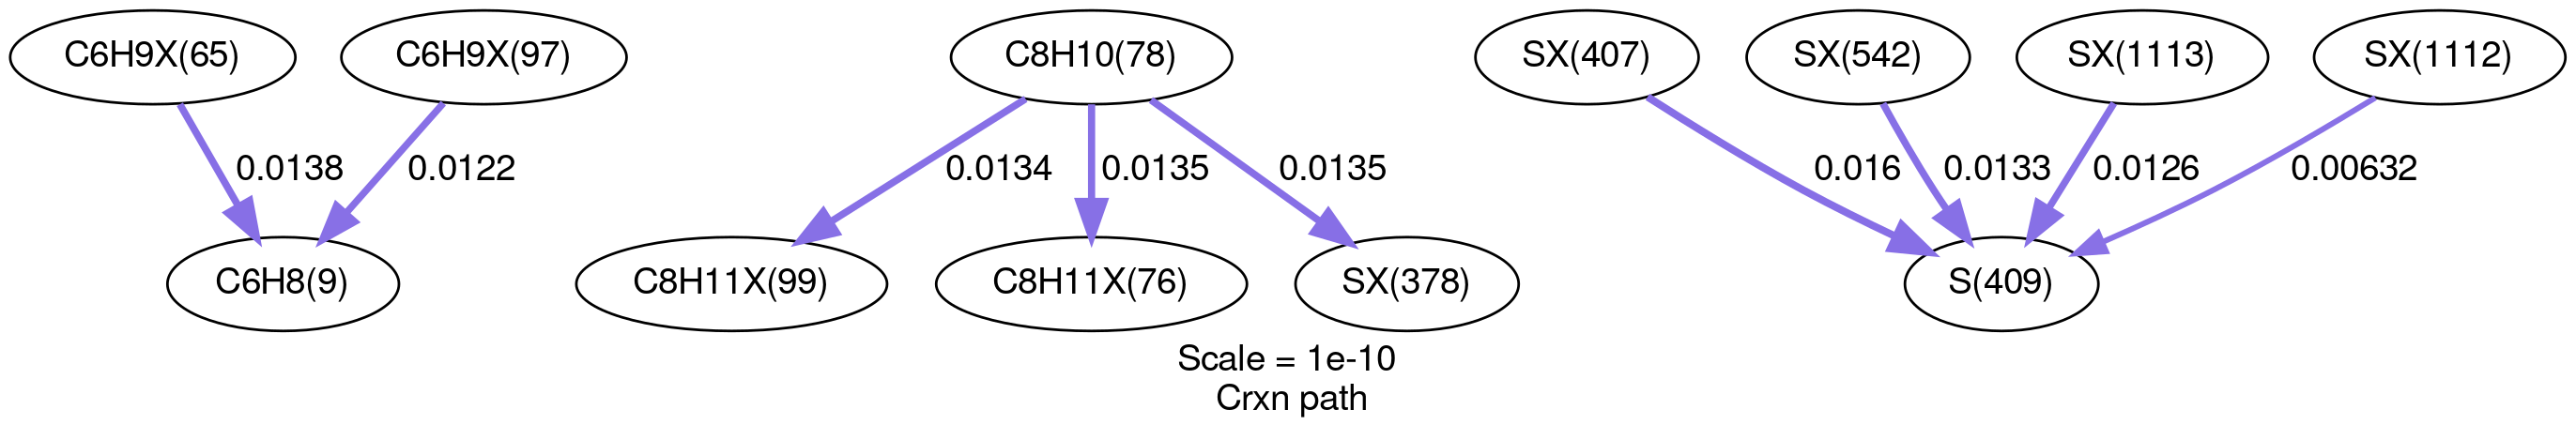 C6H9X(65)
C6H9X(97)
C8H10(78)
SX(407)
SX(542)
SX(1113)
SX(1112)
0.0138
0.0122
0.0134
0.0135
0.0135
0.016
0.0133
0.0126
0.00632
C6H8(9)
C8H11X(99)
C8H11X(76)
SX(378)
S(409)
Scale = 1e-10
Crxn path